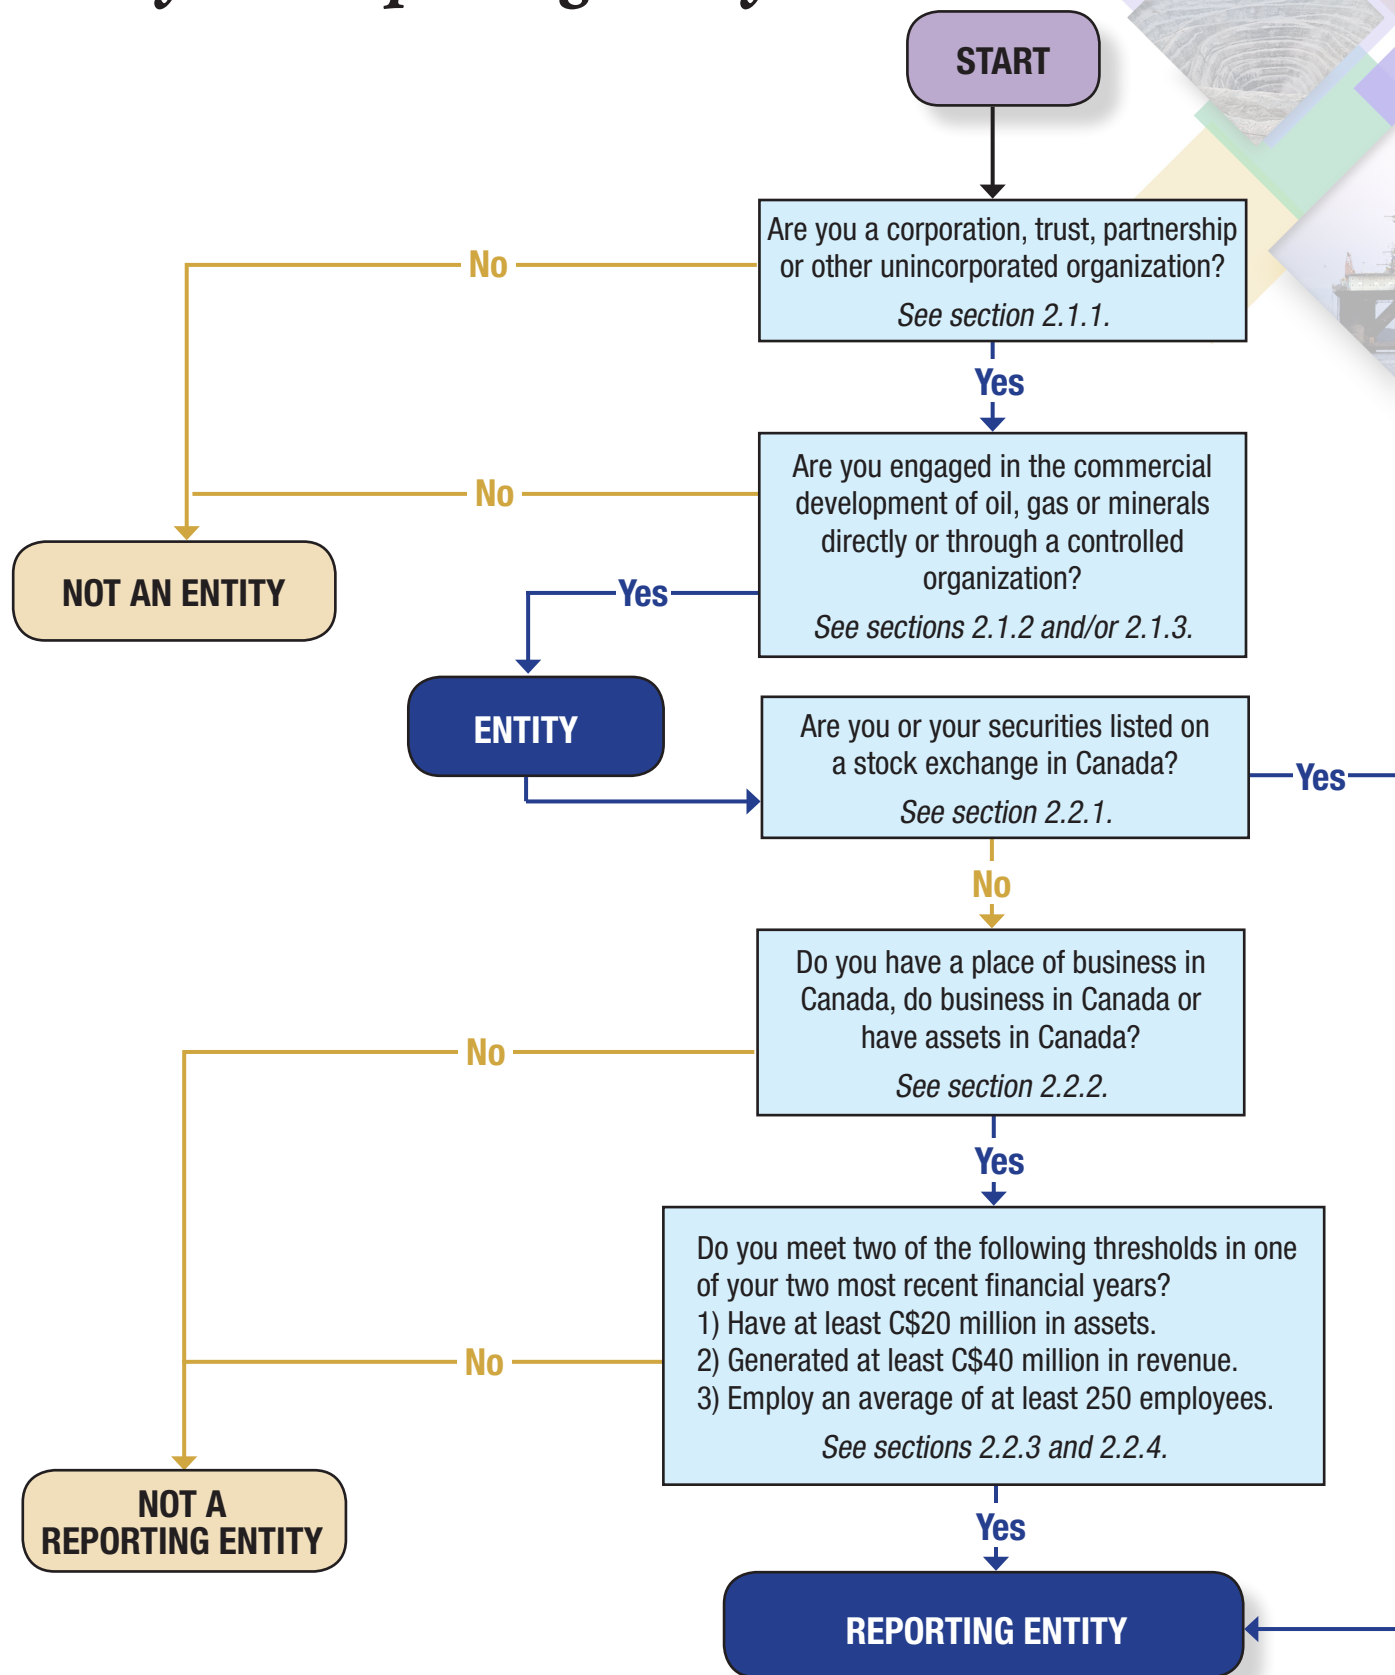 START
Are you a corporation, trust, partnership
or other unincorporated organization?
See section 2.1.1.
No
Yes
Are you engaged in the commercial
development of oil, gas or minerals
directly or through a controlled
organization?
See sections 2.1.2 and/or 2.1.3.
No
NOT AN ENTITY
Yes
ENTITY
Are you or your securities listed on
a stock exchange in Canada?
See section 2.2.1.
Yes
No
Do you have a place of business in
Canada, do business in Canada or
have assets in Canada?
See section 2.2.2.
No
Yes
Do you meet two of the following thresholds in one
of your two most recent financial years?
1) Have at least C$20 million in assets.
2) Generated at least C$40 million in revenue.
3) Employ an average of at least 250 employees.
See sections 2.2.3 and 2.2.4.
No
NOT A
REPORTING ENTITY
Yes
REPORTING ENTITY